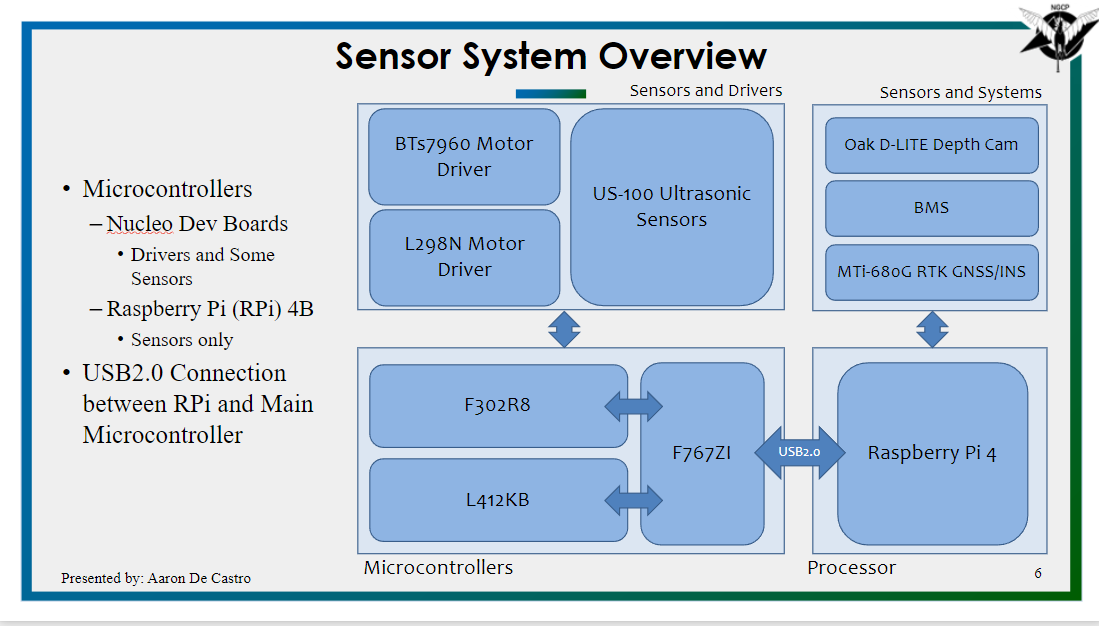 NGCP
Sensor System Overview
Sensors and Drivers
Sensors and Systems
• Microcontrollers
– Nucleo Dev Boards
• Drivers and Some
Sensors
– Raspberry Pi (RPi) 4B
• Sensors only
• USB2.0 Connection
between RPi and Main
Microcontroller
BTs7960 Motor
Driver
L298N Motor
Driver
US-100 Ultrasonic
Sensors
Oak D-LITE Depth Cam
BMS
MTi-680G RTK GNSS/INS
F302R8
L412KB
F767ZI
USB2.0
Raspberry Pi 4
Microcontrollers
Processor
Presented by: Aaron De Castro
6